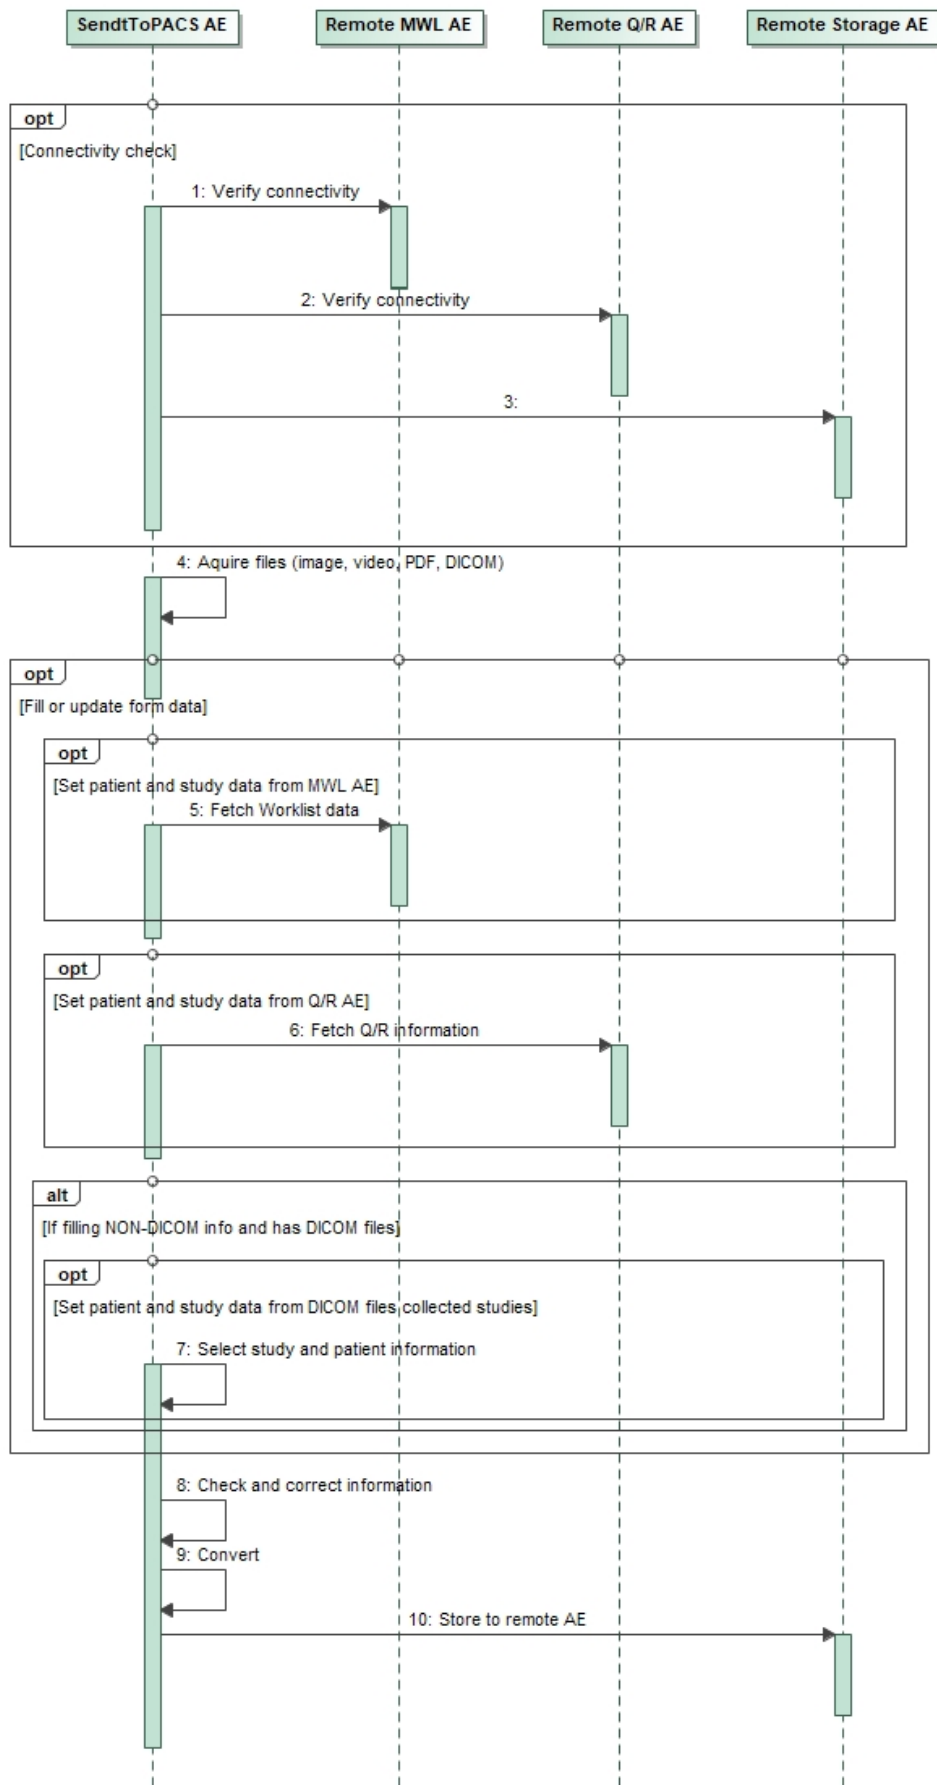 SendtToPACS AE
Remote MWL AE
Remote Q/R AE
Remote Storage AE
opt
[Connectivity check]
1: Verify connectivity
2: Verify connectivity
3:
4: Aquire files (image, video, PDF, DICOM)
opt
[Fill or update form data]
opt
[Set patient and study data from MWL AE]
5: Fetch Worklist data
opt
[Set patient and study data from Q/R AE]
6: Fetch Q/R information
alt
[If filling NON-DICOM info and has DICOM files]
opt
[Set patient and study data from DICOM files collected studies]
7: Select study and patient information
8: Check and correct information
9: Convert
10: Store to remote AE